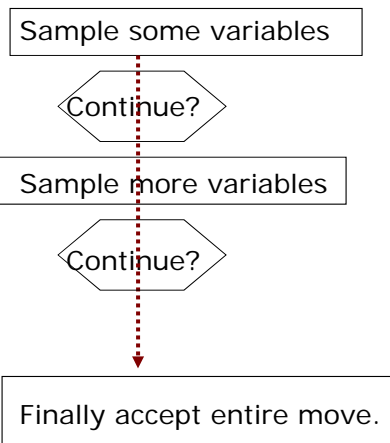 Sample some variables
Continue?
Sample more variables
Continue?
Finally accept entire move.